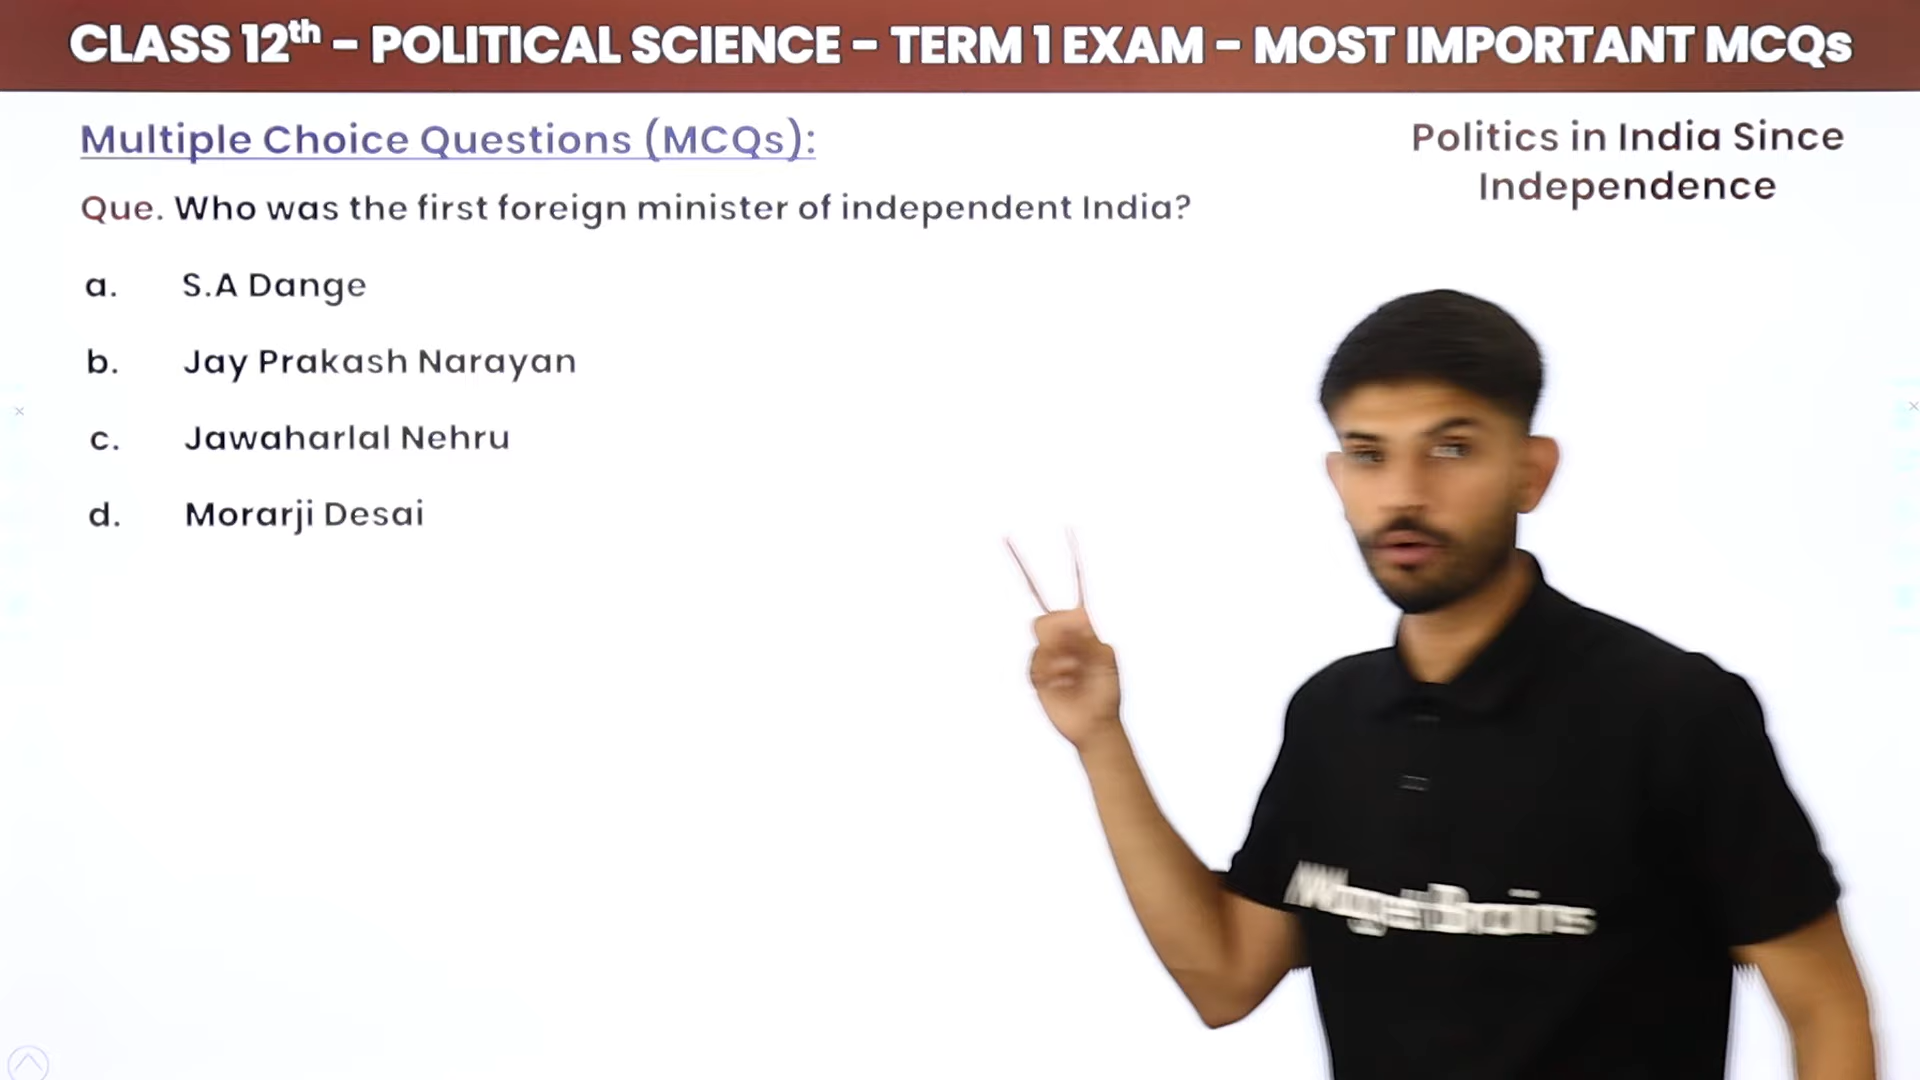 CLASS 12th - POLITICAL SCIENCE - TERM 1 EXAM - MOST IMPORTANT MCQs
Multiple Choice Questions (MCQs):
Politics in India Since
Independence
Que. Who was the first foreign minister of independent India?
a. S.A Dange
b. Jay Prakash Narayan
c. Jawaharlal Nehru
d. Morarji Desai
MagnetBrains